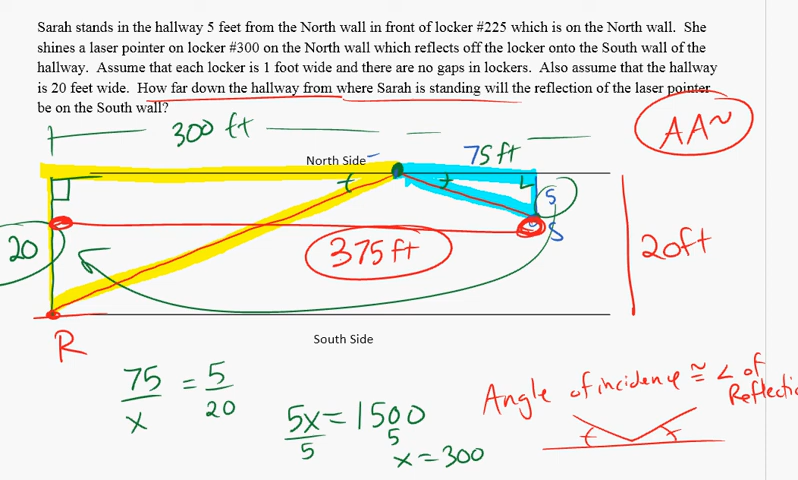 Sarah stands in the hallway 5 feet from the North wall in front of locker #225 which is on the North wall. She
shines a laser pointer on locker #300 on the North wall which reflects off the locker onto the South wall of the
hallway. Assume that each locker is 1 foot wide and there are no gaps in lockers. Also assume that the hallway
is 20 feet wide. How far down the hallway from where Sarah is standing will the reflection of the laser pointer
be on the South wall?
300 ft
AA~
North Side
75 ft
5
S
20
375 ft
20ft
R
South Side
75/x = 5/20
5x/5 = 1500/5
x = 300
Angle of incidence ≅ ∠ of
Reflectio